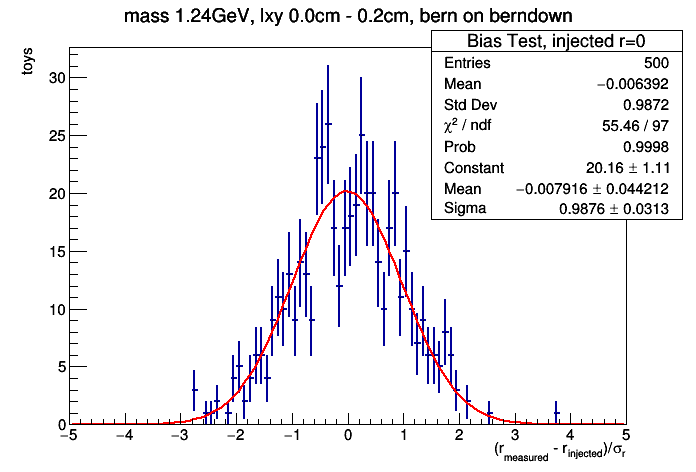 mass 1.24GeV, lxy 0.0cm - 0.2cm, bern on berndown
Bias Test, injected r=0
Entries 500
Mean −0.006392
Std Dev 0.9872
χ² / ndf 55.46 / 97
Prob 0.9998
Constant 20.16 ± 1.11
Mean −0.007916 ± 0.044212
Sigma 0.9876 ± 0.0313
toys
30
25
20
15
10
5
0
−5 −4 −3 −2 −1 0 1 2 3 4 5
(r_measured - r_injected)/σ_r